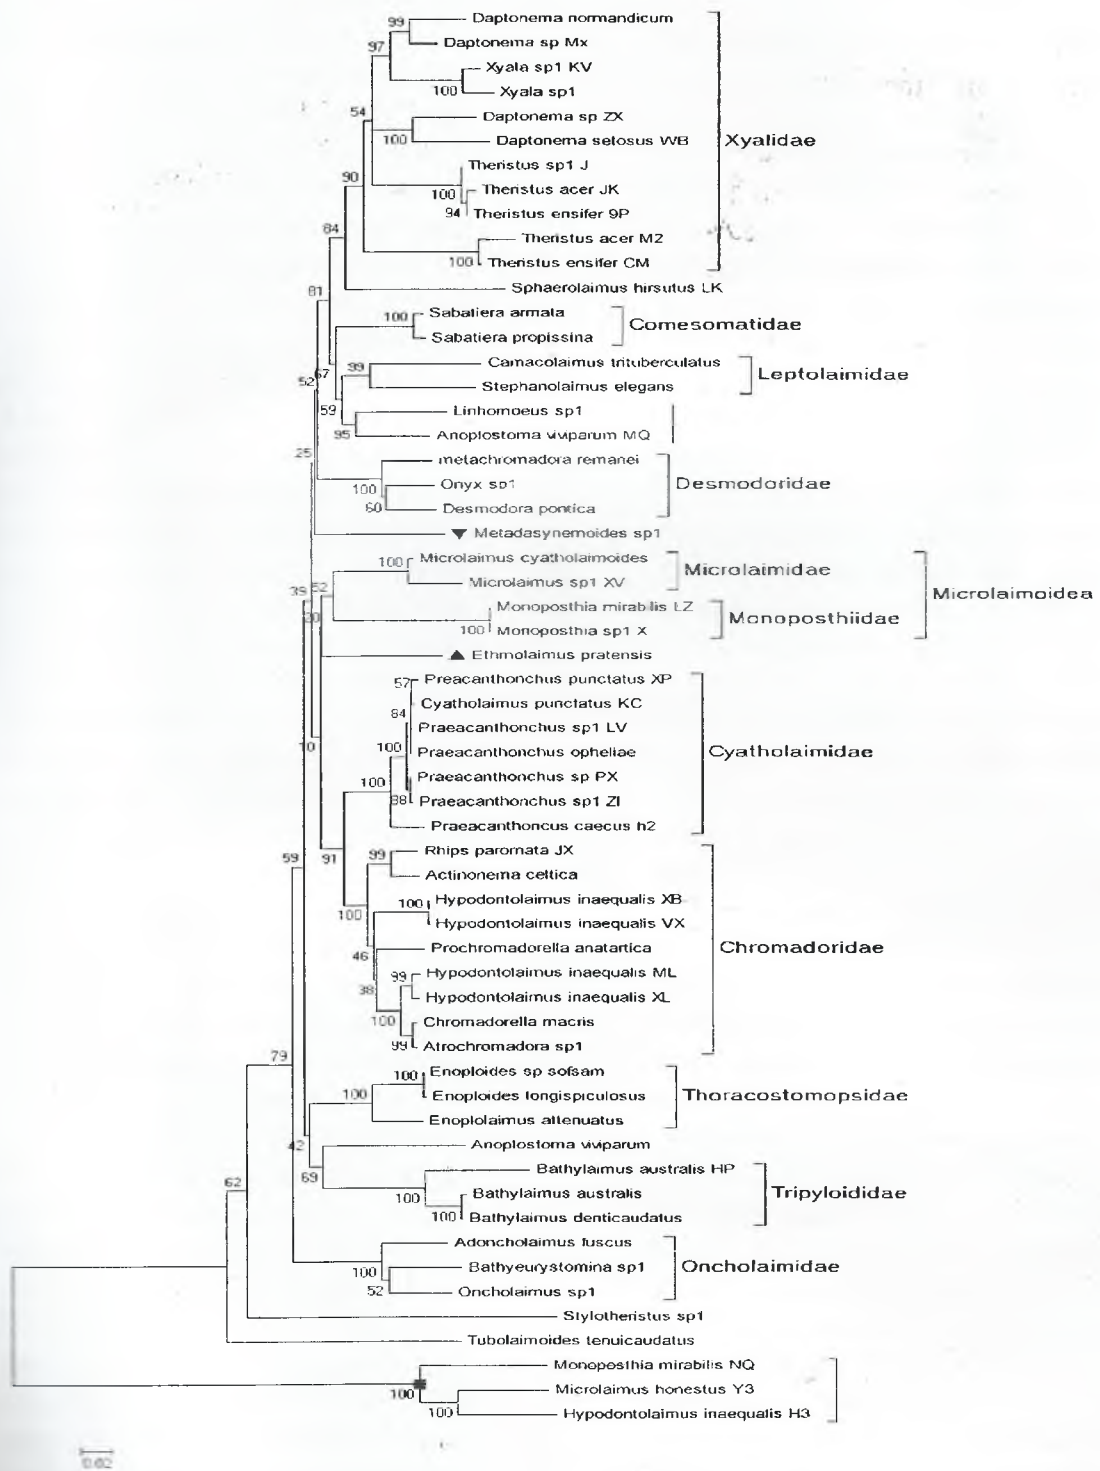 99
Daptonema normandicum
Daptonema sp Mx
97
Xyala sp1 KV
100
Xyala sp1
54
Daptonema sp ZX
100
Daptonema setosus WB
Xyalidae
Theristus sp1 J
90
100
Theristus acer JK
94
Theristus ensifer 9P
84
Theristus acer M2
100
Theristus ensifer CM
81
Sphaerolaimus hirsutus LK
100
Sabatiera armata
Comesomatidae
Sabatiera propissina
99
Camacolaimus trituberculatus
52
67
Leptolaimidae
Stephanolaimus elegans
59
Linhomoeus sp1
95
Anoplostoma viviparum MQ
25
metachromadora remanei
100
Onyx sp1
Desmodoridae
60
Desmodora pontica
Metadasynemoides sp1
100
Microlaimus cyatholaimoides
Microlaimidae
39
52
Microlaimus sp1 XV
Microlaimoidea
Monoposthia mirabilis LZ
Monoposthiidae
100
Monoposthia sp1 X
Ethmolaimus pratensis
57
Preacanthonchus punctatus XP
Cyatholaimus punctatus KC
84
Praeacanthonchus sp1 LV
10
100
Praeacanthonchus opheliae
Cyatholaimidae
100
Praeacanthonchus sp PX
Praeacanthonchus sp1 ZI
Praeacanthoncus caecus h2
59
91
99
Rhips parornata JX
Actinonema celtica
100
100
Hypodontolaimus inaequalis XB
Hypodontolaimus inaequalis VX
46
Prochromadorella anatartica
Chromadoridae
99
Hypodontolaimus inaequalis ML
38
Hypodontolaimus inaequalis XL
100
Chromadorella macris
99
Atrochromadora sp1
79
100
Enoploides sp sofsam
100
Enoploides longispiculosus
Thoracostomopsidae
Enoplolaimus attenuatus
42
Anoplostoma viviparum
69
Bathylaimus australis HP
62
100
Bathylaimus australis
Tripyloididae
100
Bathylaimus denticaudatus
Adoncholaimus fuscus
100
Bathyeurystomina sp1
Oncholaimidae
52
Oncholaimus sp1
Stylotheristus sp1
Tubolaimoides tenuicaudatus
Monoposthia mirabilis NQ
100
Microlaimus honestus Y3
100
Hypodontolaimus inaequalis H3
0.02